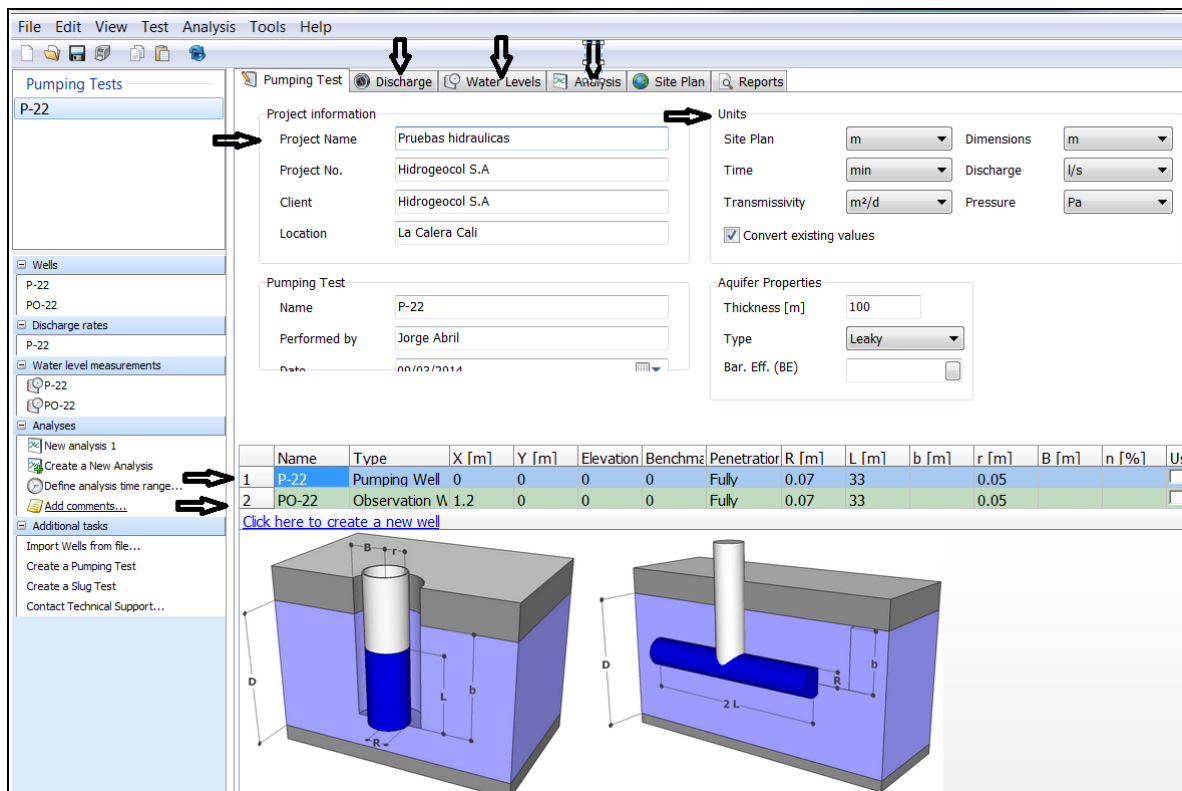 File Edit View Test Analysis Tools Help
Pumping Tests
P-22
Pumping Test Discharge Water Levels Analysis Site Plan Reports
Project information
Project Name Pruebas hidraulicas
Project No. Hidrogeocol S.A
Client Hidrogeocol S.A
Location La Calera Cali
Units
Site Plan m Dimensions m
Time min Discharge l/s
Transmissivity m²/d Pressure Pa
Convert existing values
Pumping Test
Name P-22
Performed by Jorge Abril
Date 09/03/2014
Aquifer Properties
Thickness [m] 100
Type Leaky
Bar. Eff. (BE)
Wells
P-22
PO-22
Discharge rates
P-22
Water level measurements
P-22
PO-22
Analyses
New analysis 1
Create a New Analysis
Define analysis time range...
Add comments...
Additional tasks
Import Wells from file...
Create a Pumping Test
Create a Slug Test
Contact Technical Support...
Name Type X [m] Y [m] Elevation Benchma Penetration R [m] L [m] b [m] r [m] B [m] n [%] Us
1 P-22 Pumping Well 0 0 0 0 Fully 0.07 33 0.05
2 PO-22 Observation W 1.2 0 0 0 Fully 0.07 33 0.05
Click here to create a new well
B r
D L b
R
D b
R
2 L